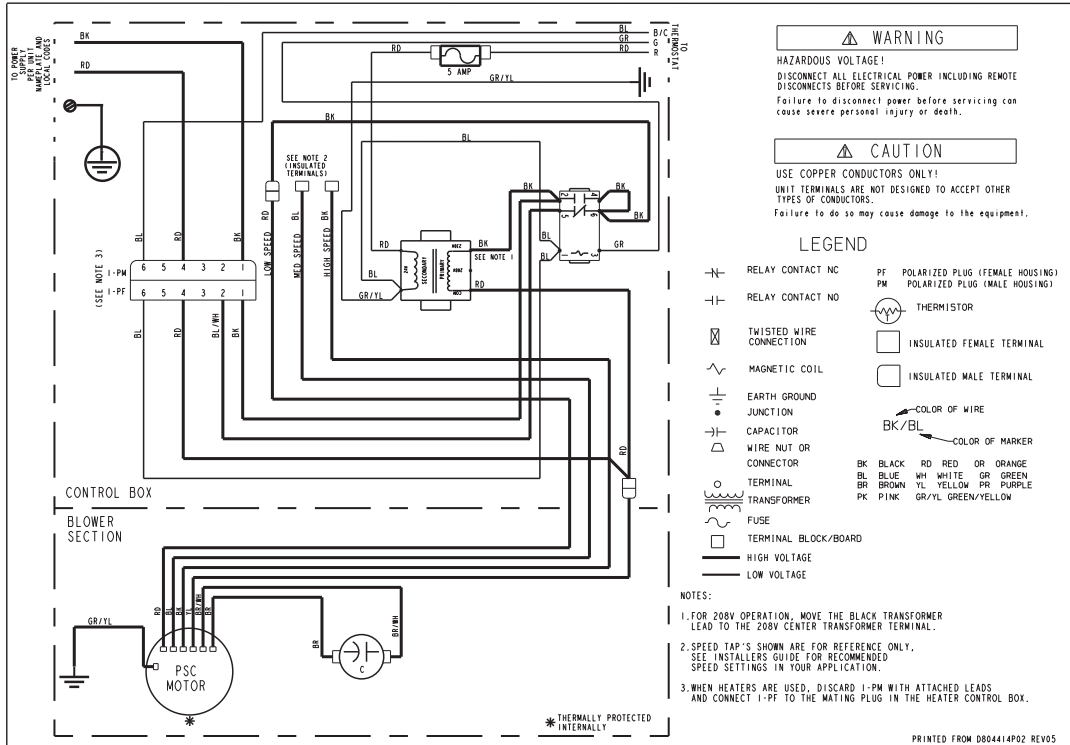 TO POWER
SUPPLY
PER UNIT
NAMEPLATE AND
LOCAL CODES
BK
RD
BL
GR
RD
B/C
G
R
TO
THERMOSTAT
RD
5 AMP
GR/YL
BK
BL
SEE NOTE 2
(INSULATED
TERMINALS)
RD
LOW SPEED
BL
MED SPEED
BK
HIGH SPEED
BL
RD
BK
(SEE NOTE 3)
1-PM
6 5 4 3 2 1
1-PF
6 5 4 3 2 1
BL
RD
BL/WH
BK
RD
BL
GR/YL
24V
SECONDARY
PRIMARY
230V
208V
COM
BK
SEE NOTE 1
RD
BK
2
4
5
6
1
3
BK
BK
BL
BL
GR
RD
CONTROL BOX
BLOWER
SECTION
GR/YL
RD
BL
BK
YL
BR/WH
BR
PSC
MOTOR
*
BR
C
BR/WH
* THERMALLY PROTECTED
INTERNALLY
WARNING
HAZARDOUS VOLTAGE!
DISCONNECT ALL ELECTRICAL POWER INCLUDING REMOTE
DISCONNECTS BEFORE SERVICING.
Failure to disconnect power before servicing can
cause severe personal injury or death.
CAUTION
USE COPPER CONDUCTORS ONLY!
UNIT TERMINALS ARE NOT DESIGNED TO ACCEPT OTHER
TYPES OF CONDUCTORS.
Failure to do so may cause damage to the equipment.
LEGEND
RELAY CONTACT NC
RELAY CONTACT NO
TWISTED WIRE
CONNECTION
MAGNETIC COIL
EARTH GROUND
JUNCTION
CAPACITOR
WIRE NUT OR
CONNECTOR
TERMINAL
TRANSFORMER
FUSE
TERMINAL BLOCK/BOARD
HIGH VOLTAGE
LOW VOLTAGE
PF POLARIZED PLUG (FEMALE HOUSING)
PM POLARIZED PLUG (MALE HOUSING)
THERMISTOR
INSULATED FEMALE TERMINAL
INSULATED MALE TERMINAL
COLOR OF WIRE
BK/BL
COLOR OF MARKER
BK BLACK RD RED OR ORANGE
BL BLUE WH WHITE GR GREEN
BR BROWN YL YELLOW PR PURPLE
PK PINK GR/YL GREEN/YELLOW
NOTES:
1. FOR 208V OPERATION, MOVE THE BLACK TRANSFORMER
LEAD TO THE 208V CENTER TRANSFORMER TERMINAL.
2. SPEED TAP'S SHOWN ARE FOR REFERENCE ONLY,
SEE INSTALLERS GUIDE FOR RECOMMENDED
SPEED SETTINGS IN YOUR APPLICATION.
3. WHEN HEATERS ARE USED, DISCARD 1-PM WITH ATTACHED LEADS
AND CONNECT 1-PF TO THE MATING PLUG IN THE HEATER CONTROL BOX.
PRINTED FROM D804414P02 REV05